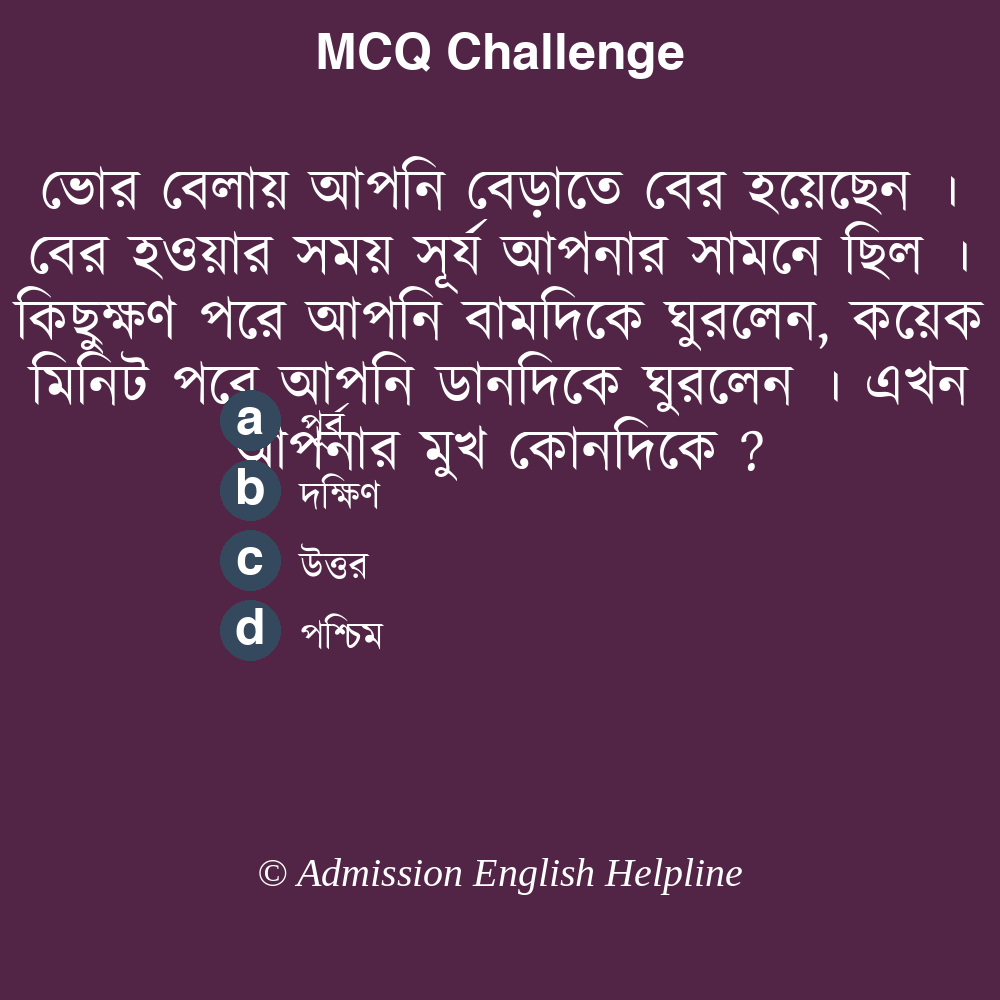 MCQ Challenge
ভোর বেলায় আপনি বেড়াতে বের হয়েছেন ।
বের হওয়ার সময় সূর্য আপনার সামনে ছিল ।
কিছুক্ষণ পরে আপনি বামদিকে ঘুরলেন, কয়েক
মিনিট পরে আপনি ডানদিকে ঘুরলেন । এখন
আপনার মুখ কোনদিকে ?
a পূর্ব
b দক্ষিণ
c উত্তর
d পশ্চিম
© Admission English Helpline